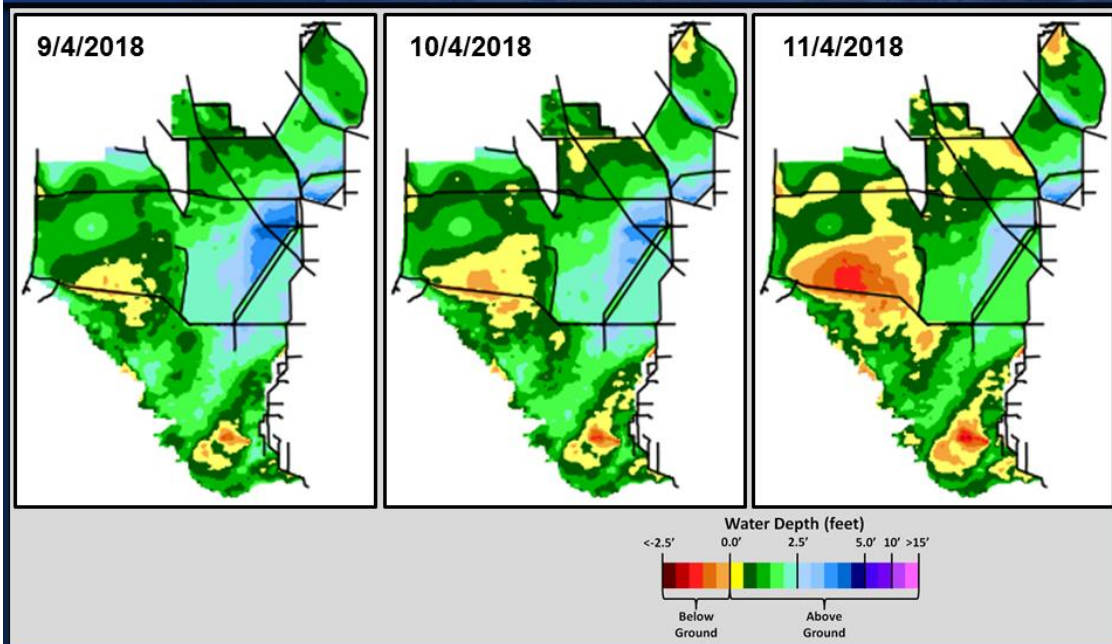 9/4/2018
10/4/2018
11/4/2018
Water Depth (feet)
<-2.5' 0.0' 2.5' 5.0' 10' >15'
Below
Ground
Above
Ground